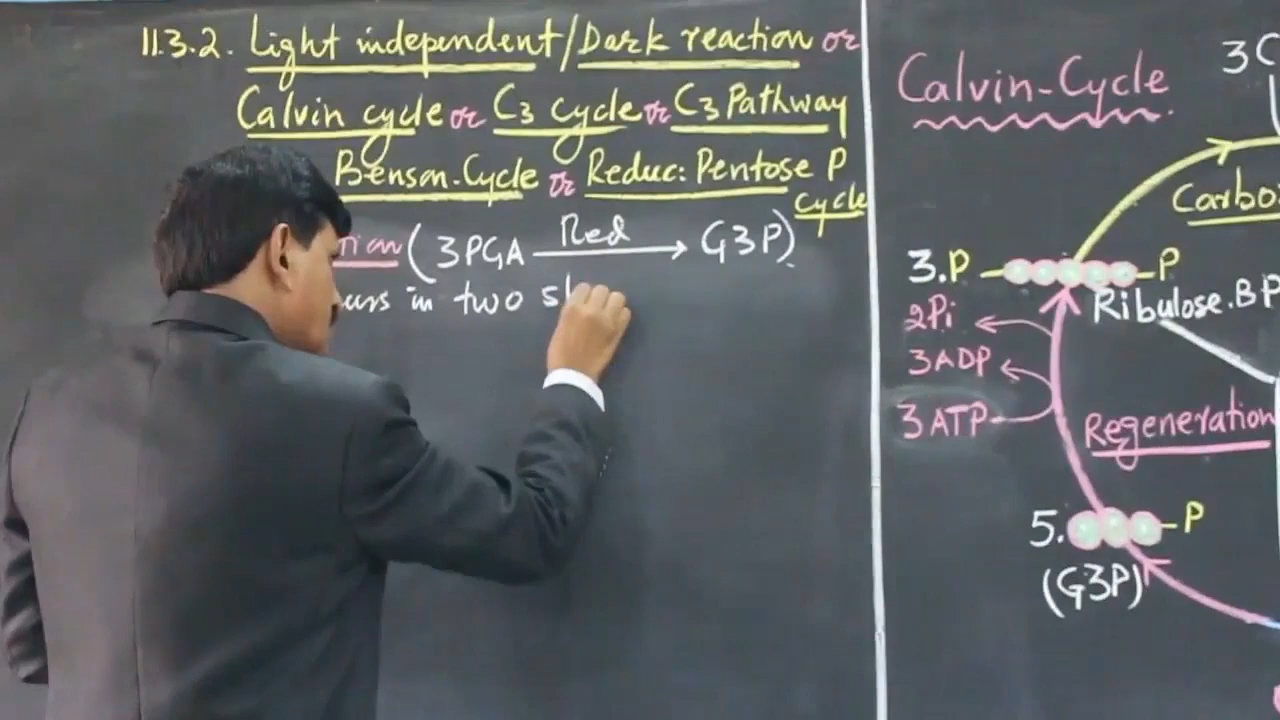 11.3.2. Light independent/Dark reaction or
Calvin cycle or C3 cycle or C3 Pathway
Benson. Cycle or Reduc: Pentose P
cycle
tion (3PGA Red → G3P).
in two
Calvin-Cycle
3C
Carbo
3.P P
Ribulose.BP
2Pi
3ADP
3ATP
Regeneration
5. P
(G3P)